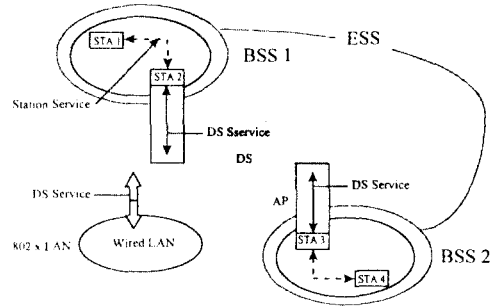 ESS
STA 1
BSS 1
STA 2
Station Service
DS Sservice
DS
DS Service
AP
DS Service
802 x 1 AN
Wired LAN
STA 3
BSS 2
STA 4